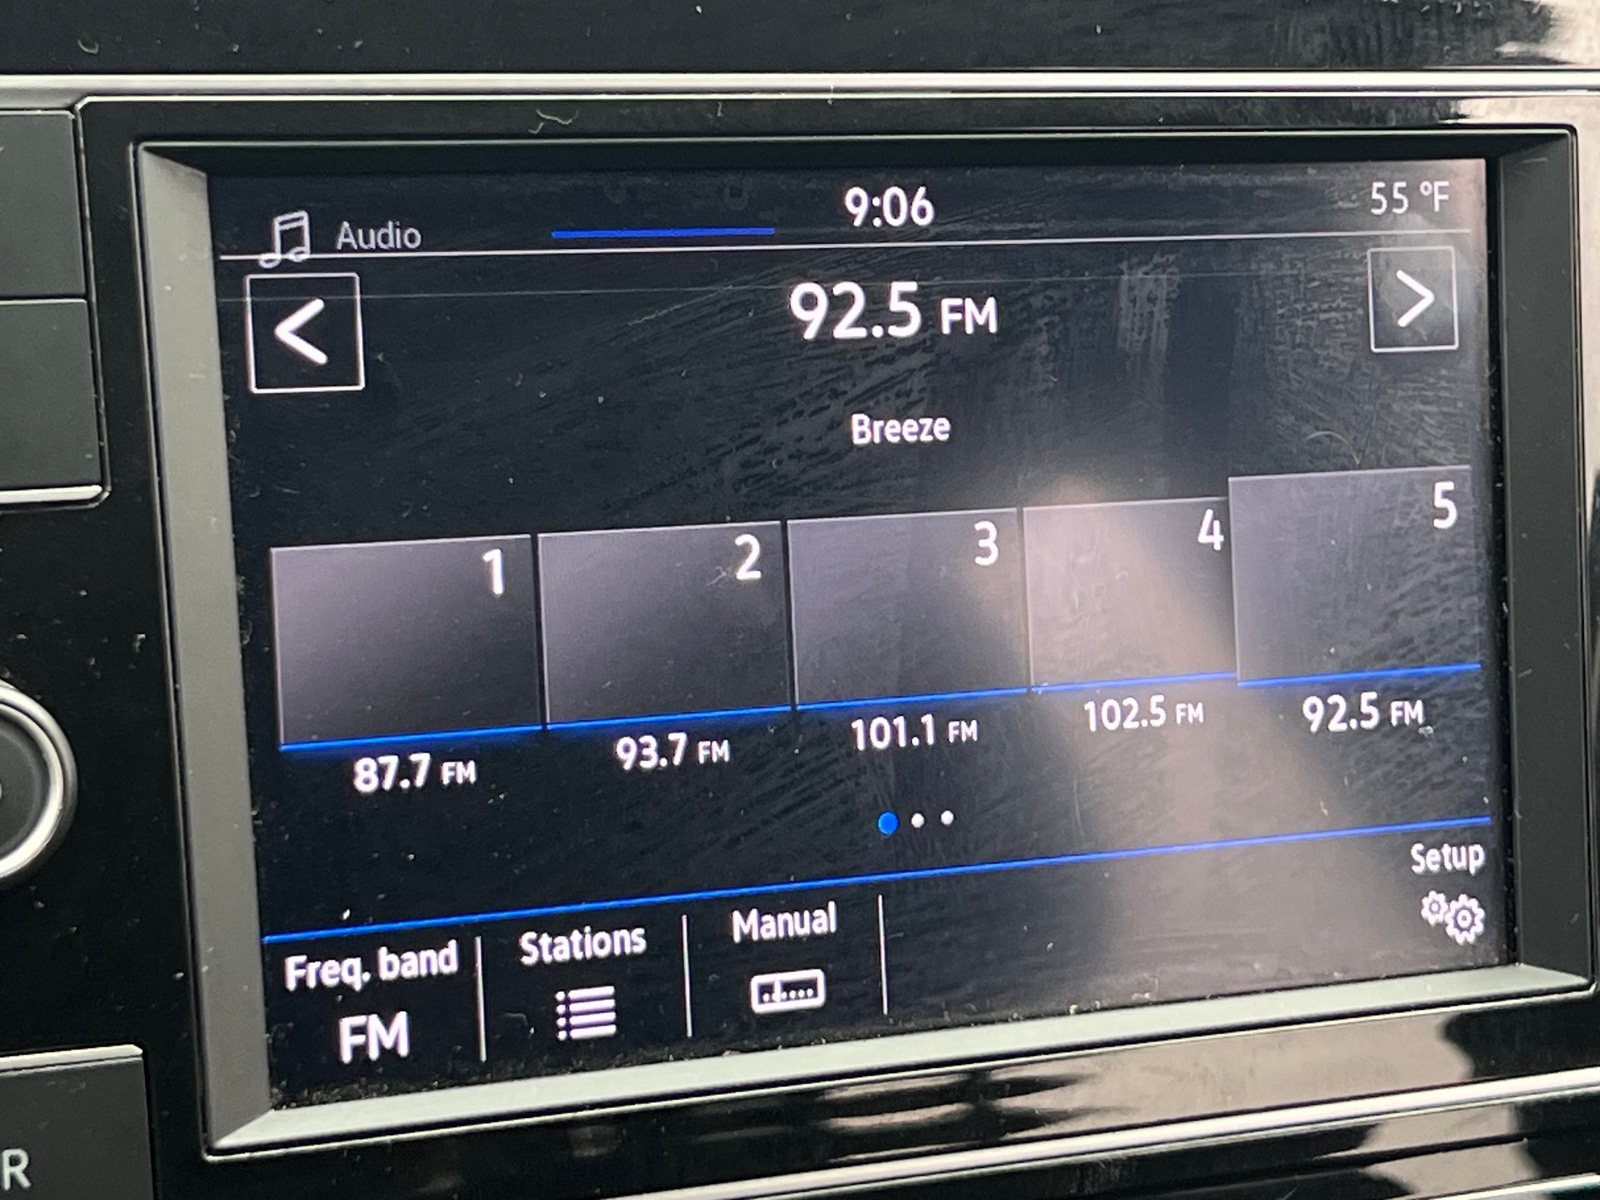 Audio 9:06 55 °F
< 92.5 FM >
Breeze
1 2 3 4 5
87.7 FM 93.7 FM 101.1 FM 102.5 FM 92.5 FM
Freq. band Stations Manual Setup
FM
R